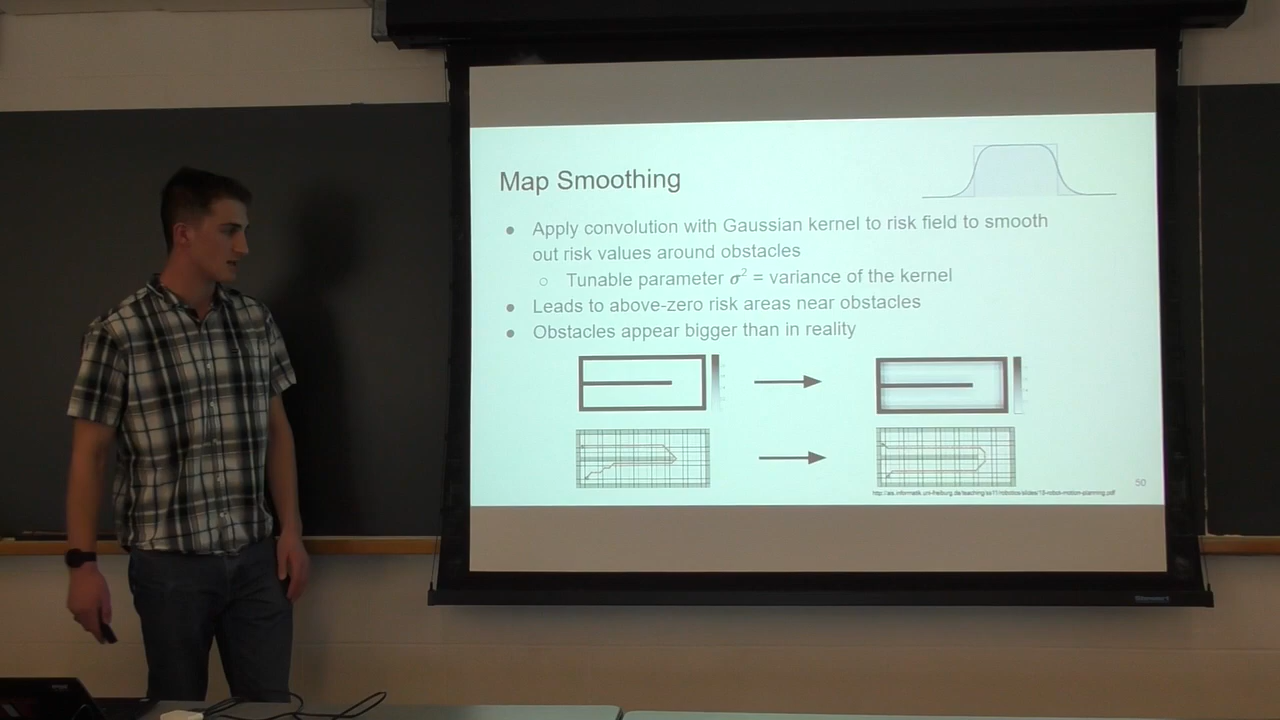 Map Smoothing
● Apply convolution with Gaussian kernel to risk field to smooth
out risk values around obstacles
○ Tunable parameter σ² = variance of the kernel
● Leads to above-zero risk areas near obstacles
● Obstacles appear bigger than in reality
50